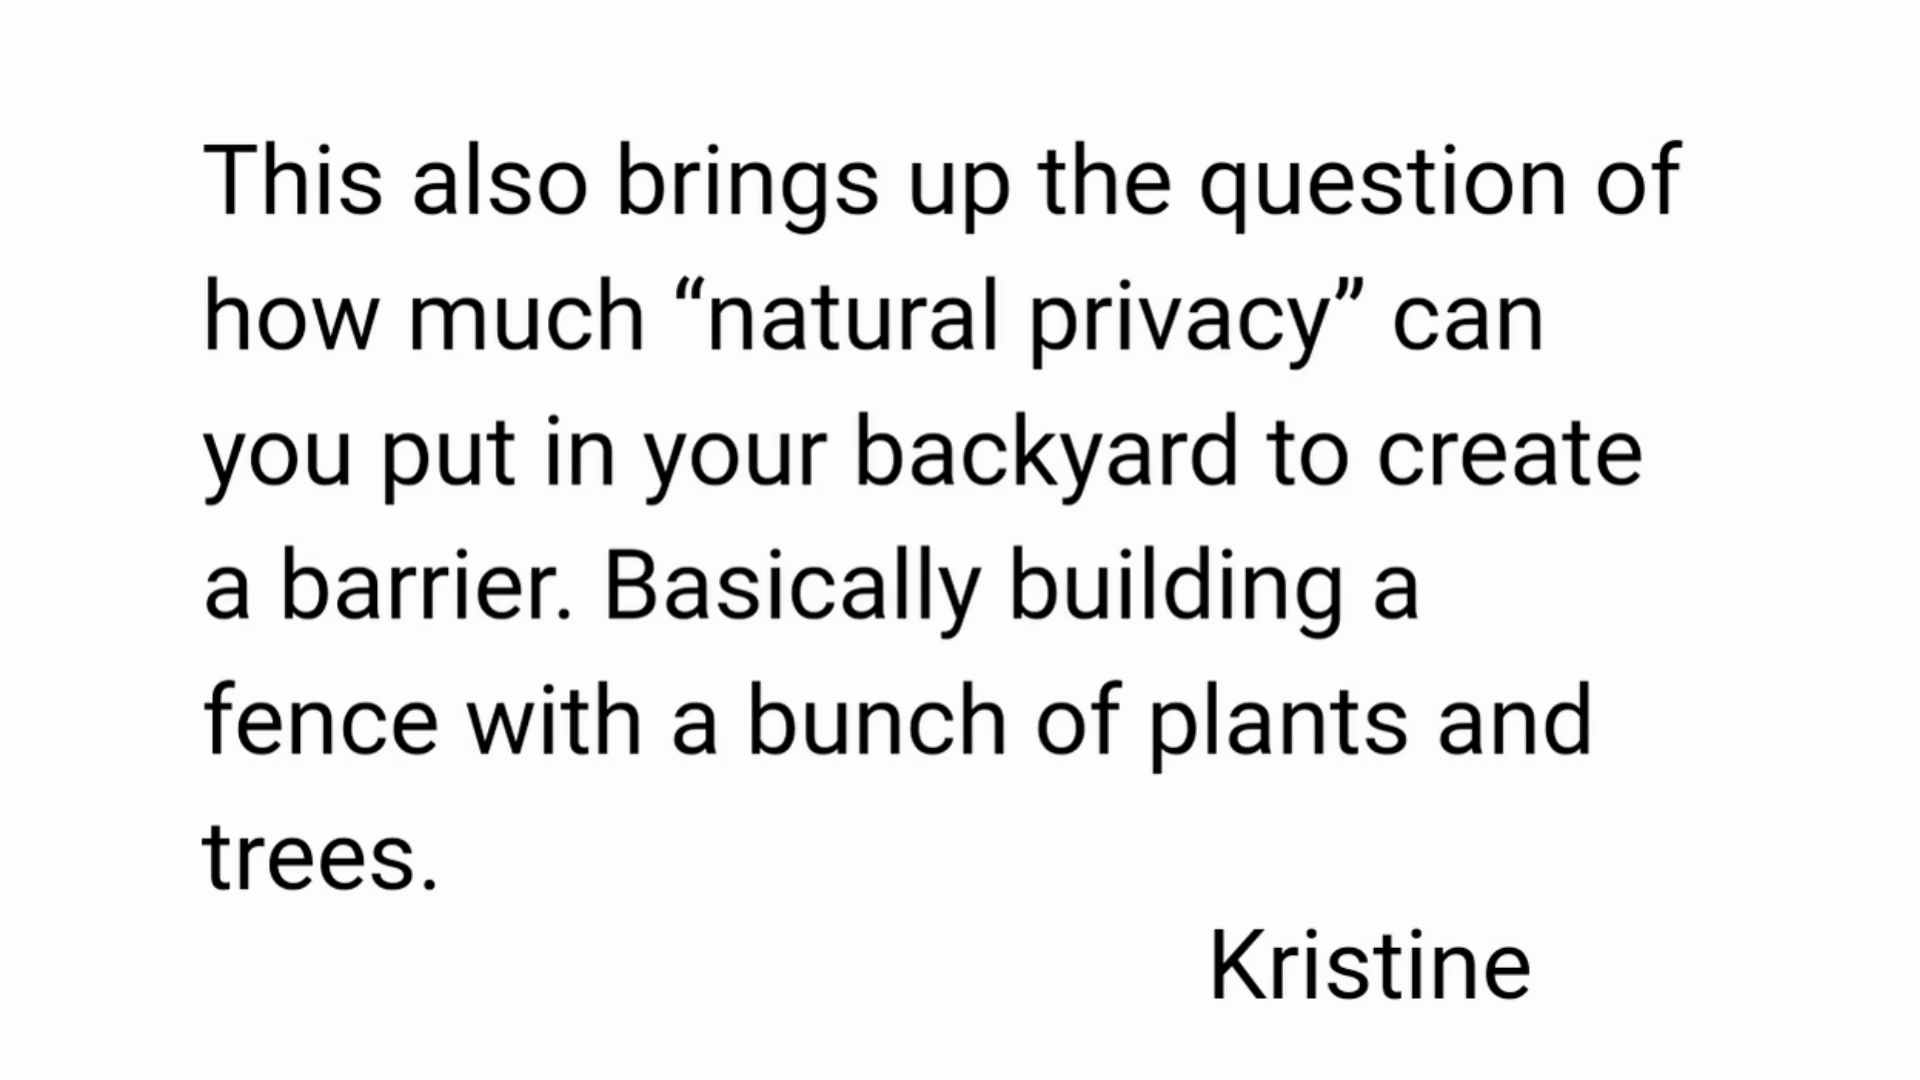 This also brings up the question of
how much “natural privacy” can
you put in your backyard to create
a barrier. Basically building a
fence with a bunch of plants and
trees.
Kristine